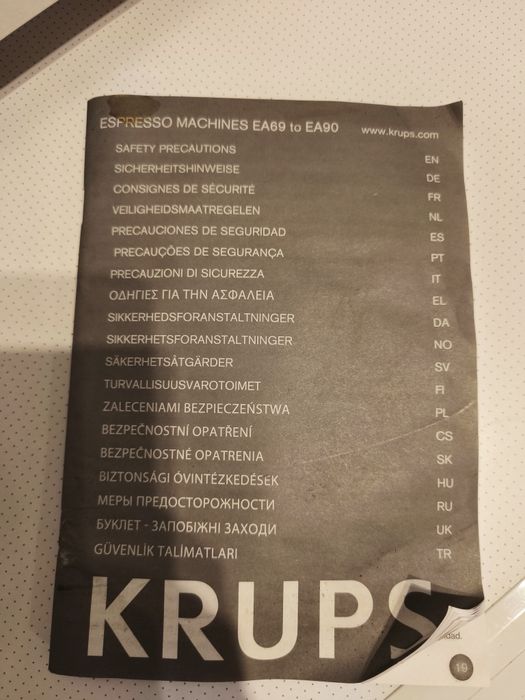 ESPRESSO MACHINES EA69 to EA90 www.krups.com
SAFETY PRECAUTIONS EN
SICHERHEITSHINWEISE DE
CONSIGNES DE SÉCURITÉ FR
VEILIGHEIDSMAATREGELEN NL
PRECAUCIONES DE SEGURIDAD ES
PRECAUÇÕES DE SEGURANÇA PT
PRECAUZIONI DI SICUREZZA IT
ΟΔΗΓΙΕΣ ΓΙΑ ΤΗΝ ΑΣΦΑΛΕΙΑ EL
SIKKERHEDSFORANSTALTNINGER DA
SIKKERHETSFORANSTALTNINGER NO
SÄKERHETSÅTGÄRDER SV
TURVALLISUUSVAROTOIMET FI
ZALECENIAMI BEZPIECZEŃSTWA PL
BEZPEČNOSTNÍ OPATŘENÍ CS
BEZPEČNOSTNÉ OPATRENIA SK
BIZTONSÁGI ÓVINTÉZKEDÉSEK HU
МЕРЫ ПРЕДОСТОРОЖНОСТИ RU
БУКЛЕТ - ЗАПОБІЖНІ ЗАХОДИ UK
GÜVENLİK TALİMATLARI TR
KRUPS
19